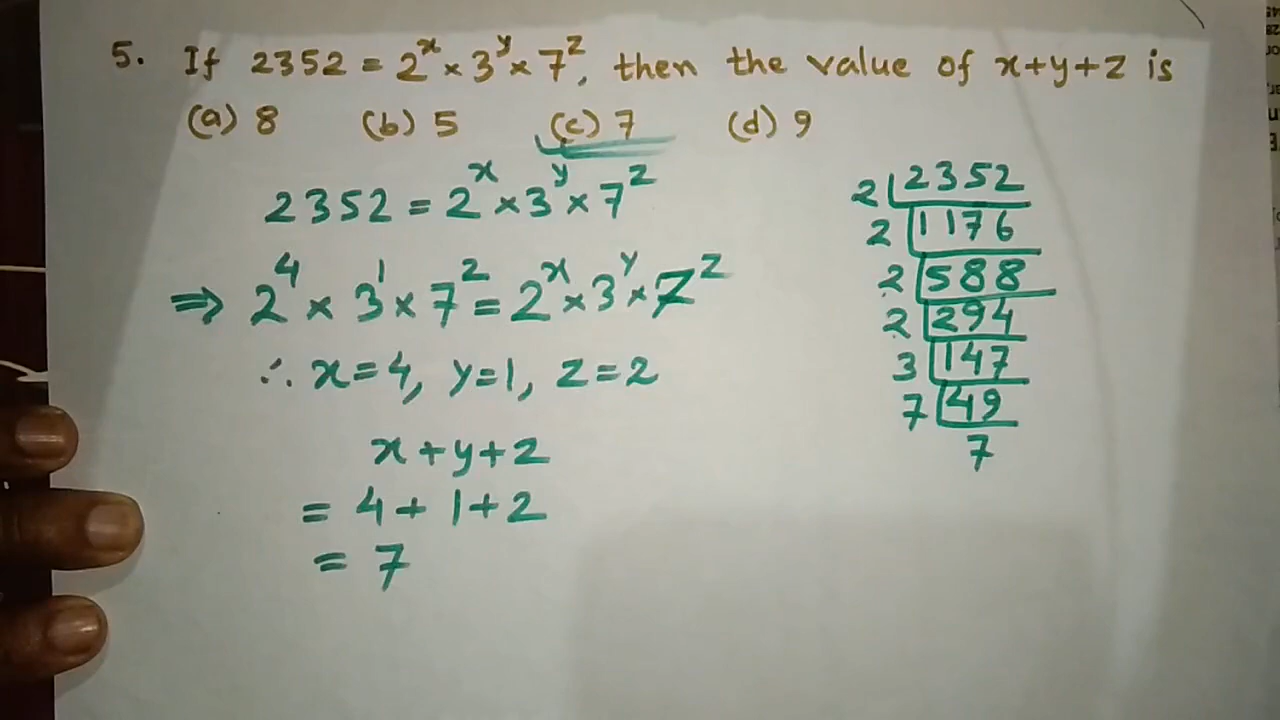 5. If 2352 = 2^x × 3^y × 7^z, then the value of x+y+z is
(a) 8 (b) 5 (c) 7 (d) 9
2352 = 2^x × 3^y × 7^z
⇒ 2^4 × 3^1 × 7^2 = 2^x × 3^y × 7^z
∴ x=4, y=1, z=2
x+y+z
= 4+1+2
= 7
2 | 2352
2 | 1176
2 | 588
2 | 294
3 | 147
7 | 49
7